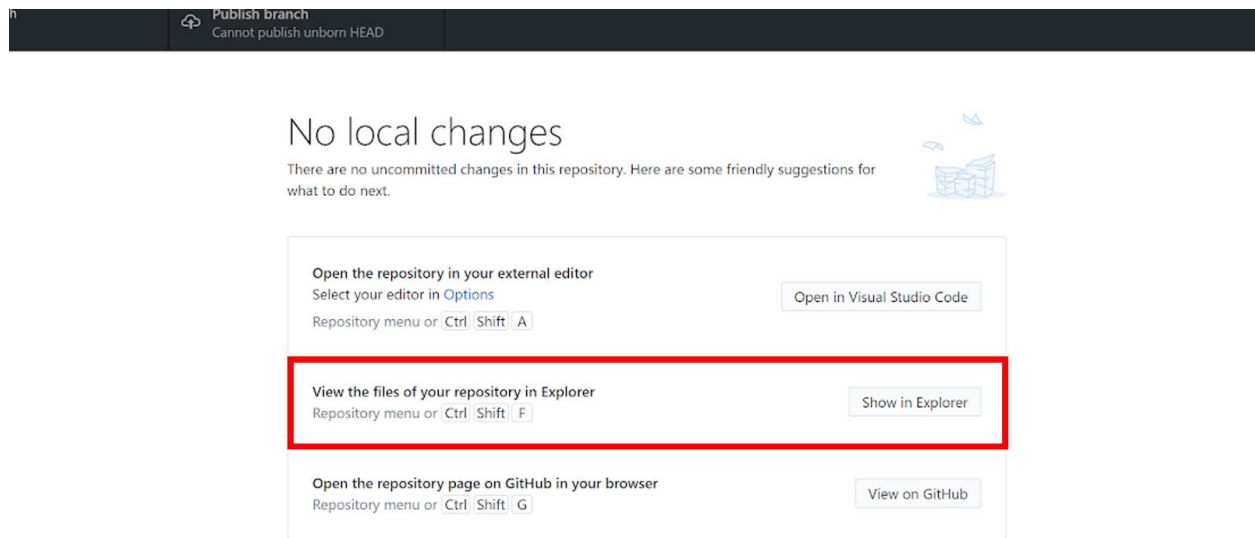 Publish branch
Cannot publish unborn HEAD
No local changes
There are no uncommitted changes in this repository. Here are some friendly suggestions for
what to do next.
Open the repository in your external editor
Select your editor in Options
Open in Visual Studio Code
Repository menu or Ctrl Shift A
View the files of your repository in Explorer
Show in Explorer
Repository menu or Ctrl Shift F
Open the repository page on GitHub in your browser
View on GitHub
Repository menu or Ctrl Shift G